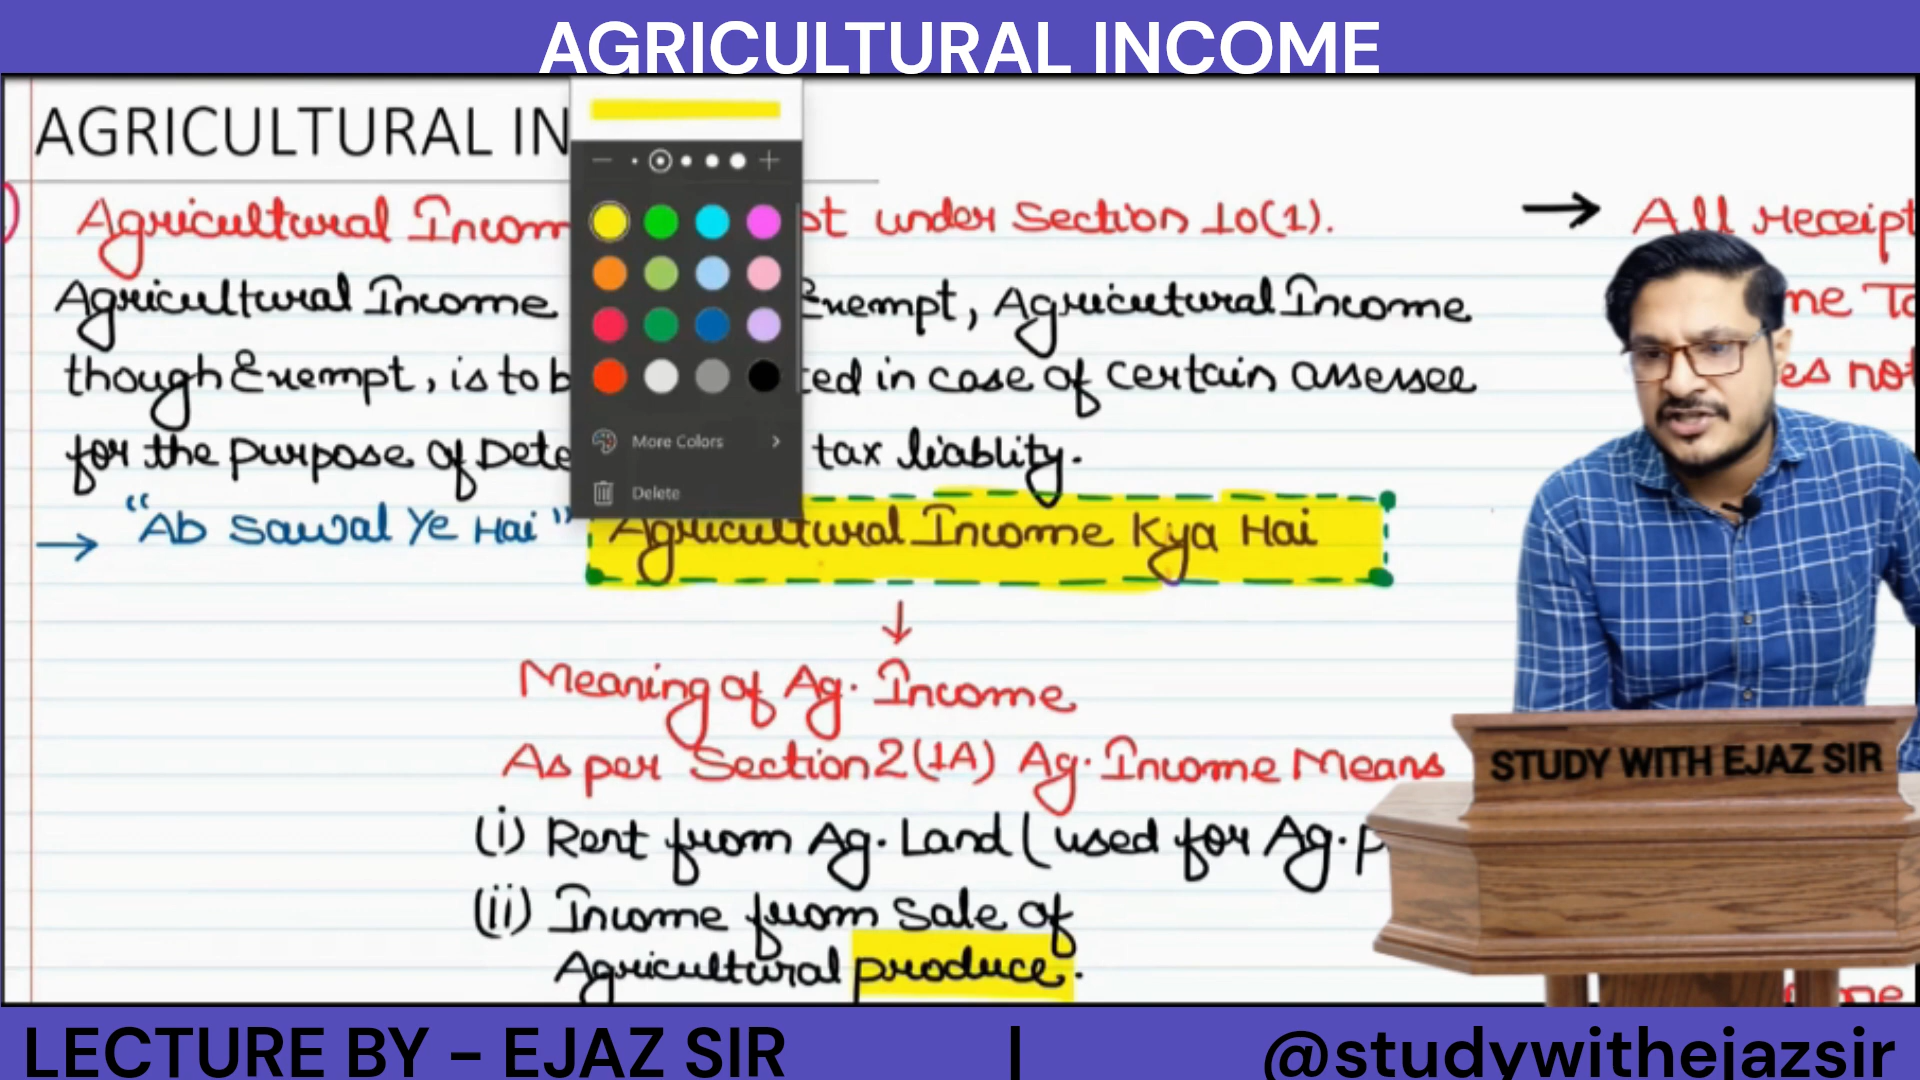 AGRICULTURAL INCOME
AGRICULTURAL IN
Agricultural Incom st under Section 10(1).
→ All receipt
Agricultural Income Exempt, Agricultural Income
me Ta
though Exempt, is to b ted in case of certain assessee
es not
for the purpose of Dete tax liablity.
More Colors
Delete
→ "Ab Sawal Ye Hai" Agricultural Income Kya Hai
↓
Meaning of Ag. Income
As per Section 2(1A) Ag. Income Means
(i) Rent from Ag. Land ( used for Ag. p
(ii) Income from Sale of
Agricultural produce.
STUDY WITH EJAZ SIR
LECTURE BY - EJAZ SIR | @studywithejazsir